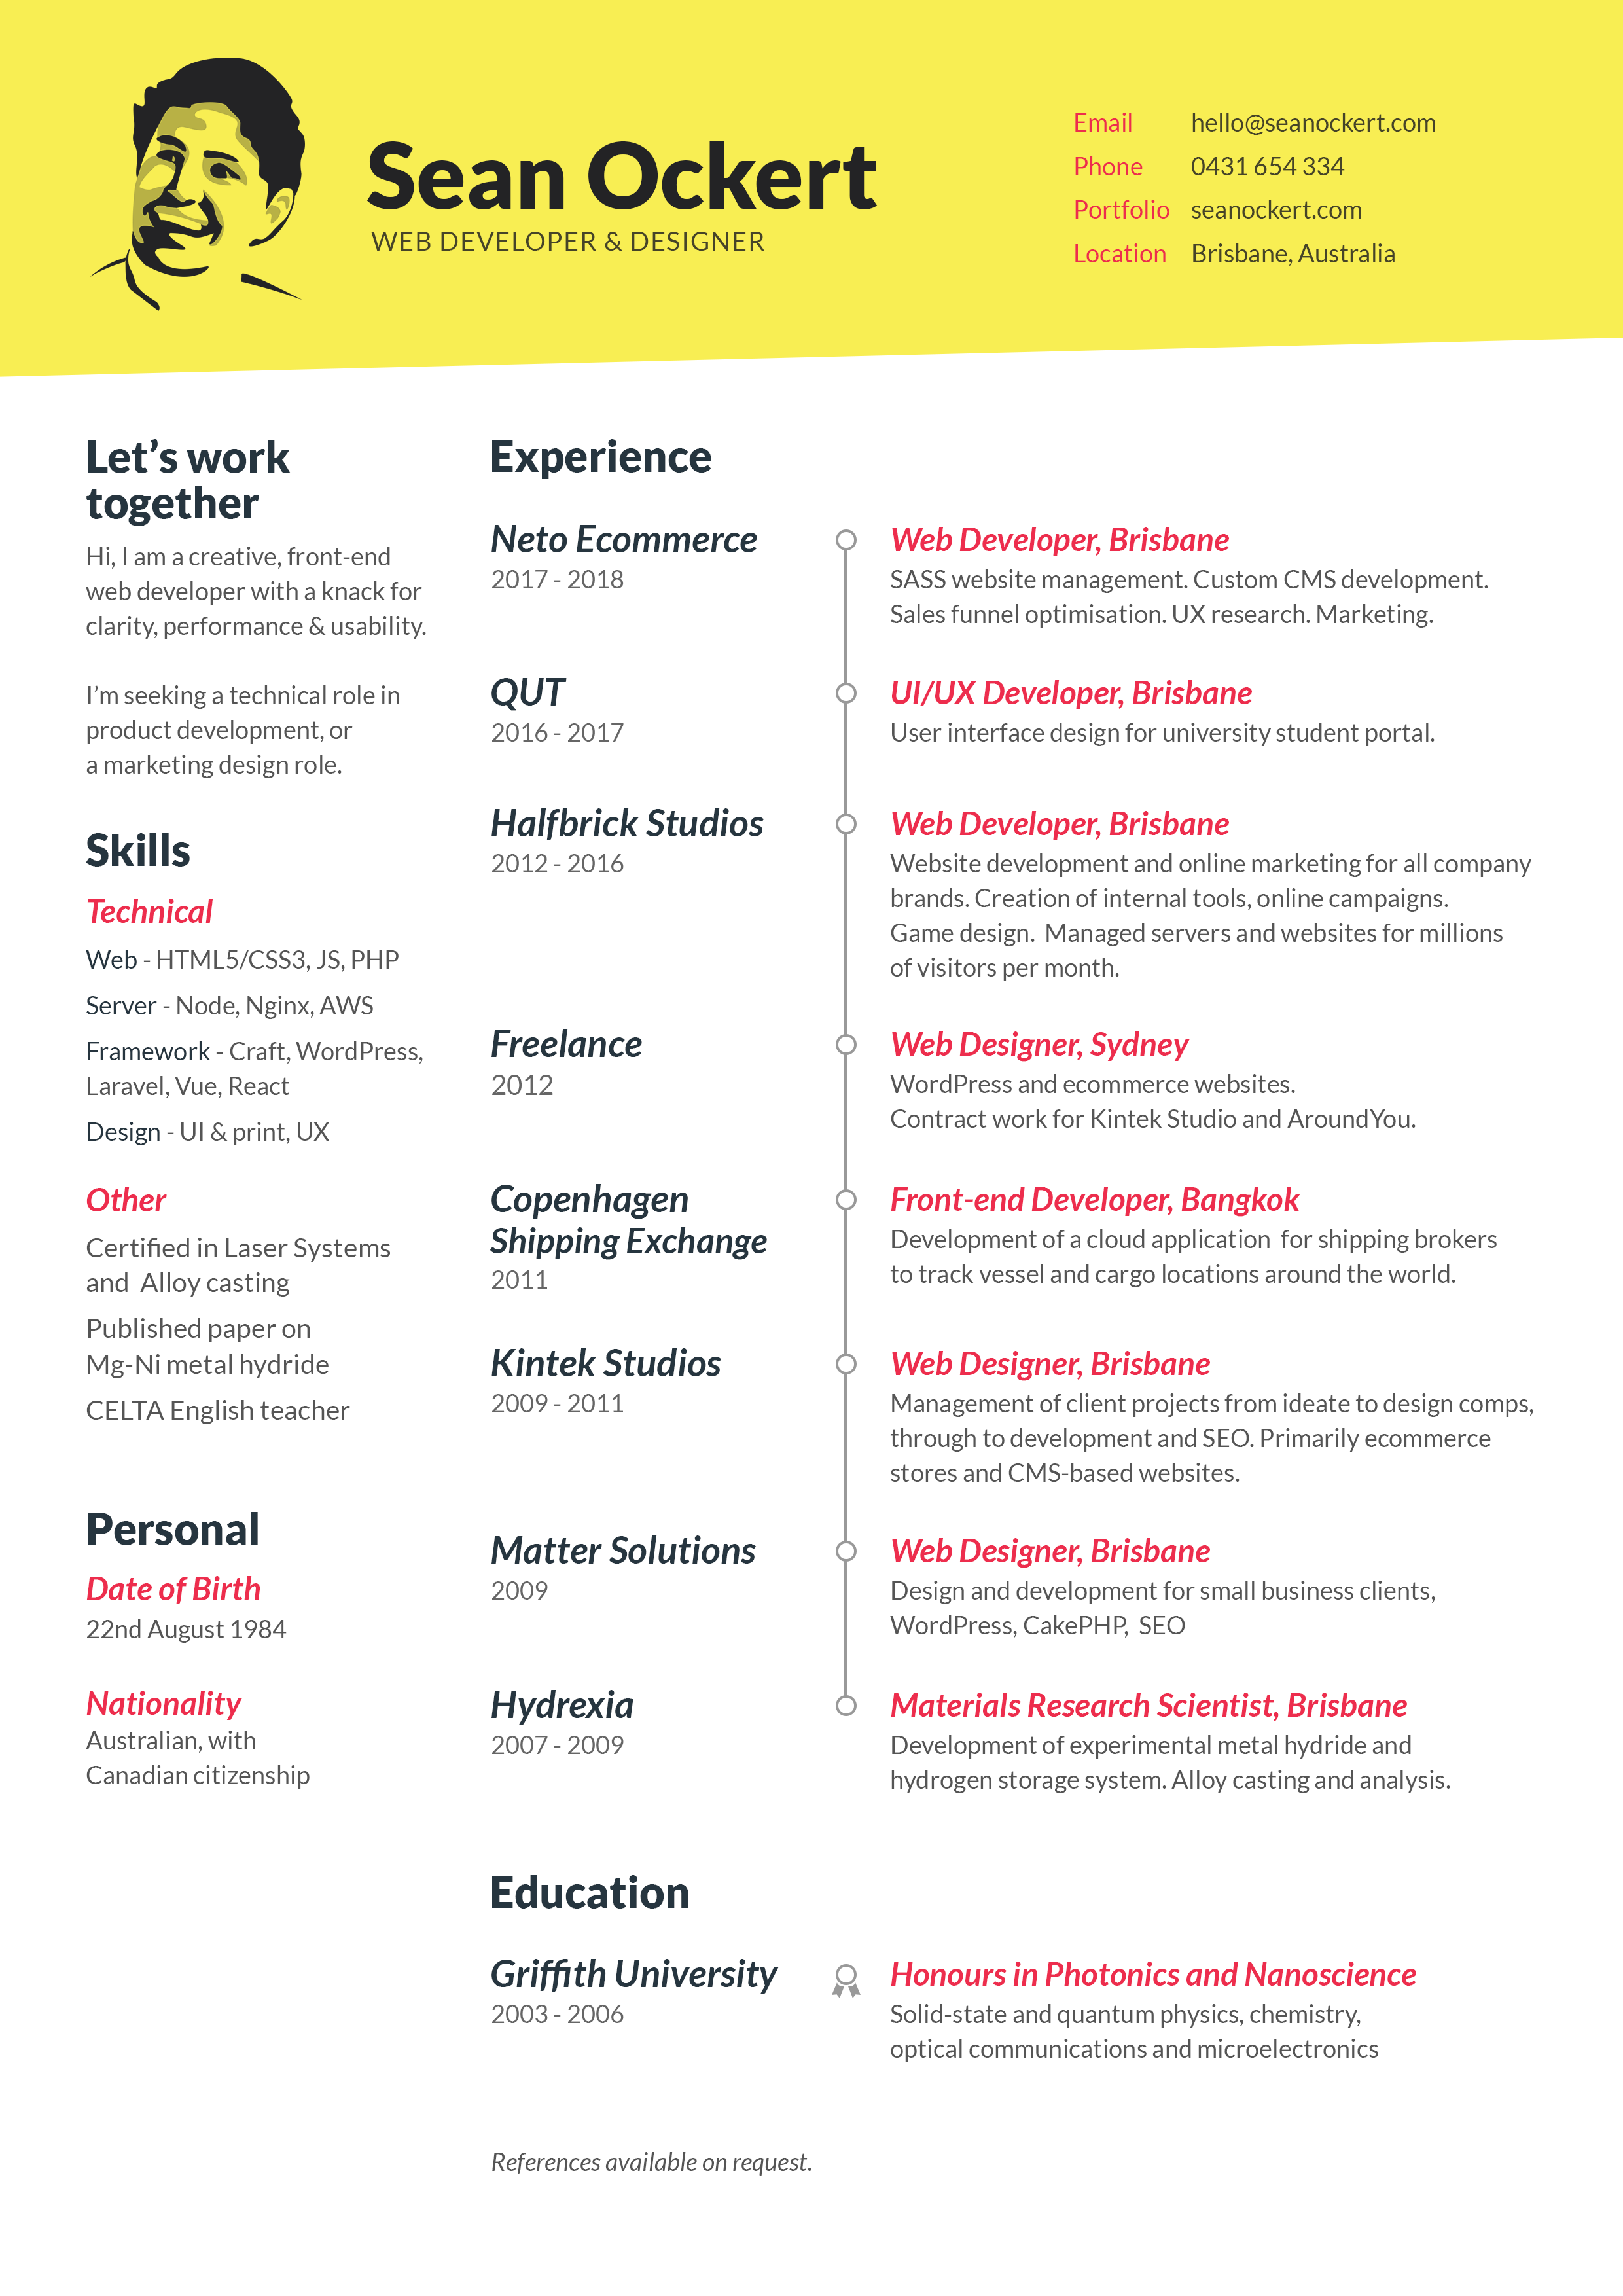 Sean Ockert
WEB DEVELOPER & DESIGNER
Email hello@seanockert.com
Phone 0431 654 334
Portfolio seanockert.com
Location Brisbane, Australia
Let’s work
together
Hi, I am a creative, front-end
web developer with a knack for
clarity, performance & usability.
I’m seeking a technical role in
product development, or
a marketing design role.
Skills
Technical
Web - HTML5/CSS3, JS, PHP
Server - Node, Nginx, AWS
Framework - Craft, WordPress,
Laravel, Vue, React
Design - UI & print, UX
Other
Certified in Laser Systems
and Alloy casting
Published paper on
Mg-Ni metal hydride
CELTA English teacher
Personal
Date of Birth
22nd August 1984
Nationality
Australian, with
Canadian citizenship
Experience
Neto Ecommerce
2017 - 2018
Web Developer, Brisbane
SASS website management. Custom CMS development.
Sales funnel optimisation. UX research. Marketing.
QUT
2016 - 2017
UI/UX Developer, Brisbane
User interface design for university student portal.
Halfbrick Studios
2012 - 2016
Web Developer, Brisbane
Website development and online marketing for all company
brands. Creation of internal tools, online campaigns.
Game design. Managed servers and websites for millions
of visitors per month.
Freelance
2012
Web Designer, Sydney
WordPress and ecommerce websites.
Contract work for Kintek Studio and AroundYou.
Copenhagen
Shipping Exchange
2011
Front-end Developer, Bangkok
Development of a cloud application for shipping brokers
to track vessel and cargo locations around the world.
Kintek Studios
2009 - 2011
Web Designer, Brisbane
Management of client projects from ideate to design comps,
through to development and SEO. Primarily ecommerce
stores and CMS-based websites.
Matter Solutions
2009
Web Designer, Brisbane
Design and development for small business clients,
WordPress, CakePHP, SEO
Hydrexia
2007 - 2009
Materials Research Scientist, Brisbane
Development of experimental metal hydride and
hydrogen storage system. Alloy casting and analysis.
Education
Griffith University
2003 - 2006
Honours in Photonics and Nanoscience
Solid-state and quantum physics, chemistry,
optical communications and microelectronics
References available on request.